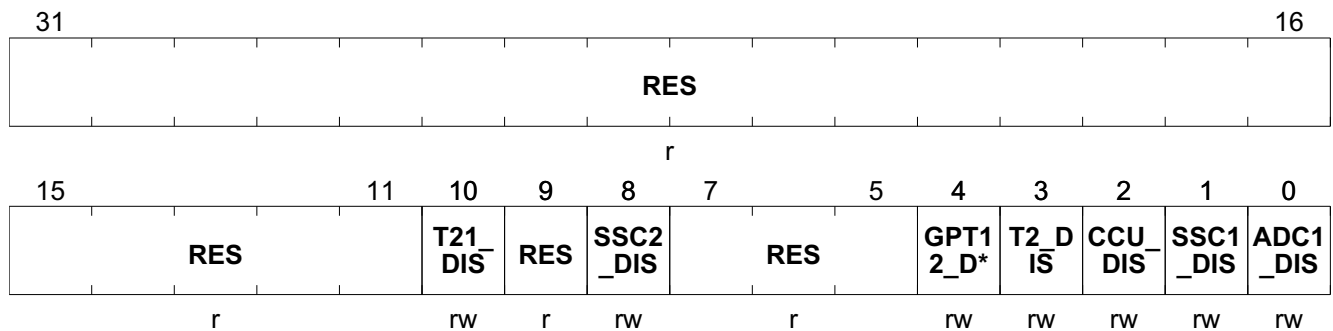 31 16
RES
r
15 11 10 9 8 7 5 4 3 2 1 0
RES T21_ DIS RES SSC2 _DIS RES GPT1 2_D* T2_D IS CCU_ DIS SSC1 _DIS ADC1 _DIS
r rw r rw r rw rw rw rw rw